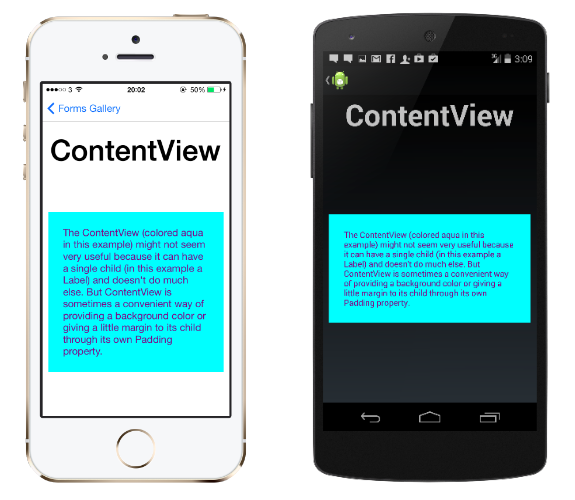 3
20:02
50%
Forms Gallery
ContentView
The ContentView (colored aqua
in this example) might not seem
very useful because it can have
a single child (in this example a
Label) and doesn't do much
else. But ContentView is
sometimes a convenient way of
providing a background color or
giving a little margin to its child
through its own Padding
property.
3G 3:09
ContentView
The ContentView (colored aqua in this
example) might not seem very useful because
it can have a single child (in this example a
Label) and doesn't do much else. But
ContentView is sometimes a convenient way
of providing a background color or giving a
little margin to its child through its own
Padding property.